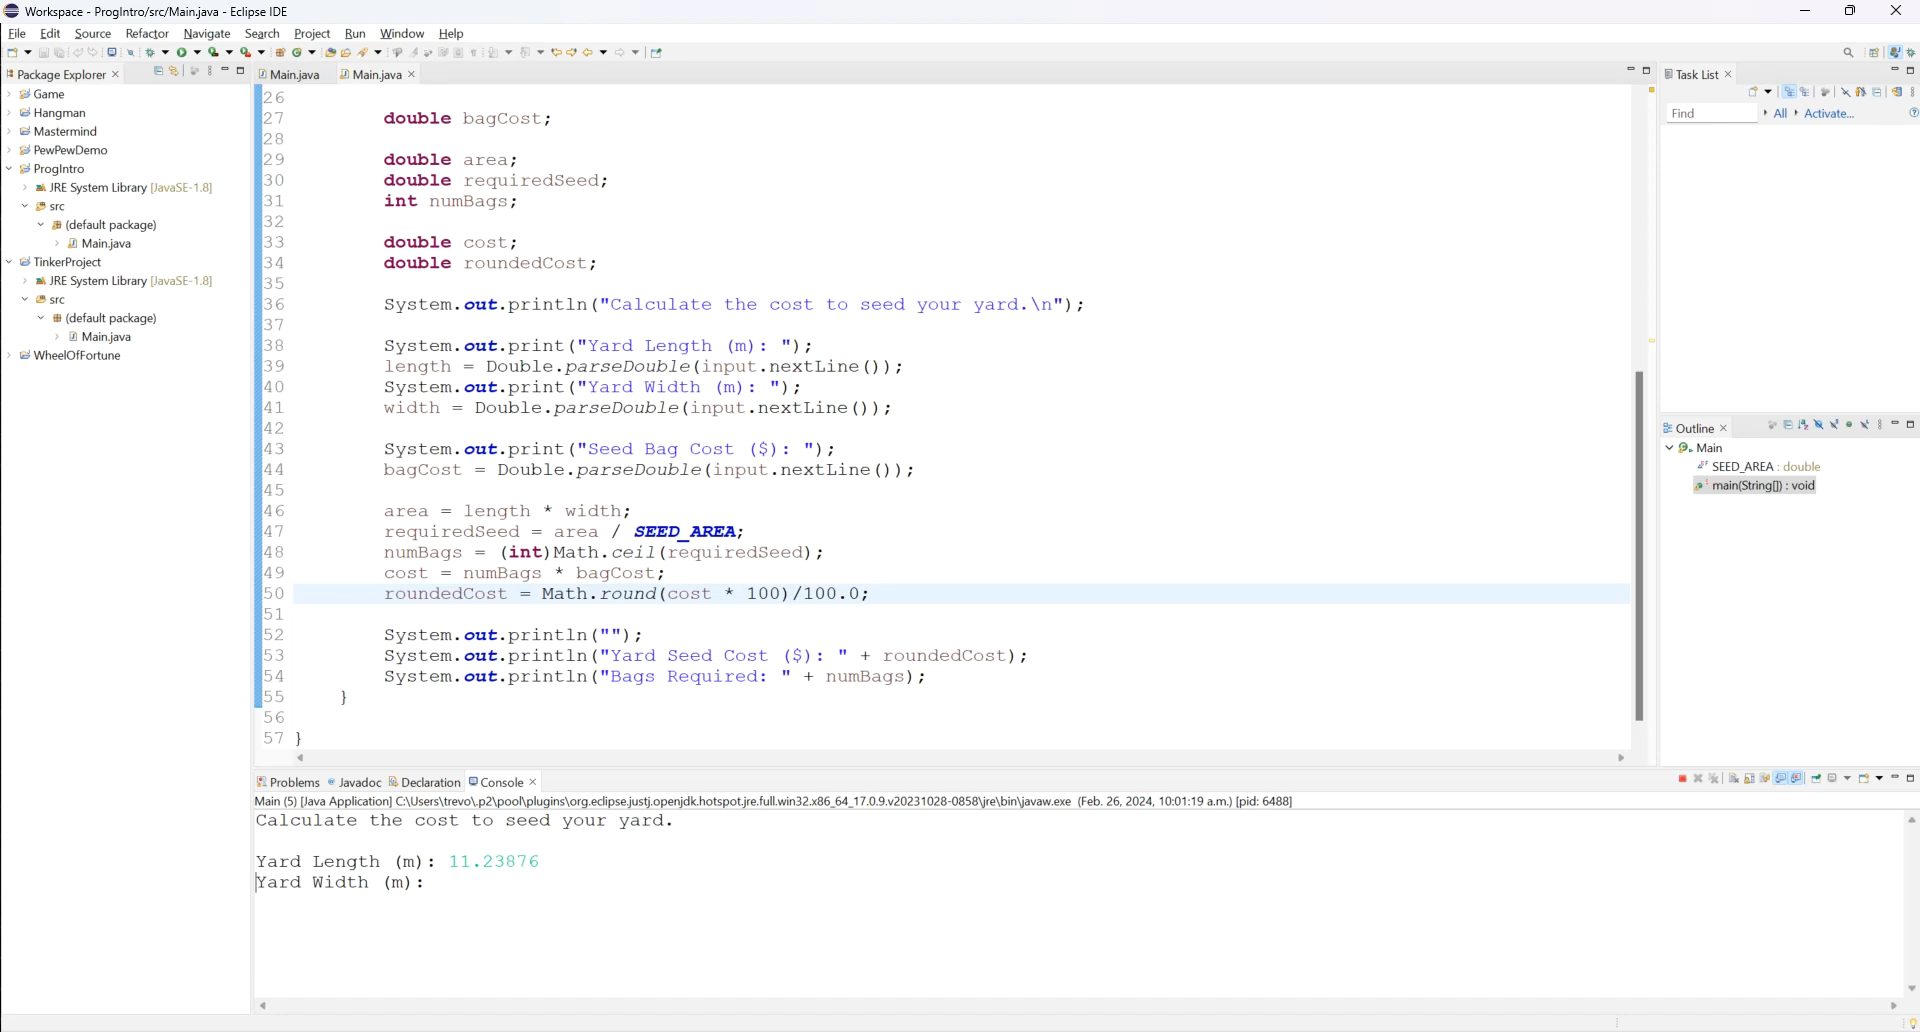 Workspace - ProgIntro/src/Main.java - Eclipse IDE
File Edit Source Refactor Navigate Search Project Run Window Help
Package Explorer
Game
Hangman
Mastermind
PewPewDemo
ProgIntro
JRE System Library [JavaSE-1.8]
src
(default package)
Main.java
TinkerProject
JRE System Library [JavaSE-1.8]
src
(default package)
Main.java
WheelOfFortune
Main.java Main.java
26
27 double bagCost;
28
29 double area;
30 double requiredSeed;
31 int numBags;
32
33 double cost;
34 double roundedCost;
35
36 System.out.println("Calculate the cost to seed your yard.\n");
37
38 System.out.print("Yard Length (m): ");
39 length = Double.parseDouble(input.nextLine());
40 System.out.print("Yard Width (m): ");
41 width = Double.parseDouble(input.nextLine());
42
43 System.out.print("Seed Bag Cost ($): ");
44 bagCost = Double.parseDouble(input.nextLine());
45
46 area = length * width;
47 requiredSeed = area / SEED_AREA;
48 numBags = (int)Math.ceil(requiredSeed);
49 cost = numBags * bagCost;
50 roundedCost = Math.round(cost * 100)/100.0;
51
52 System.out.println("");
53 System.out.println("Yard Seed Cost ($): " + roundedCost);
54 System.out.println("Bags Required: " + numBags);
55 }
56
57 }
Task List
Find All Activate...
Outline
Main
SEED_AREA : double
main(String[]) : void
Problems Javadoc Declaration Console
Main (5) [Java Application] C:\Users\trevo\.p2\pool\plugins\org.eclipse.justj.openjdk.hotspot.jre.full.win32.x86_64_17.0.9.v20231028-0858\jre\bin\javaw.exe (Feb. 26, 2024, 10:01:19 a.m.) [pid: 6488]
Calculate the cost to seed your yard.
Yard Length (m): 11.23876
Yard Width (m):